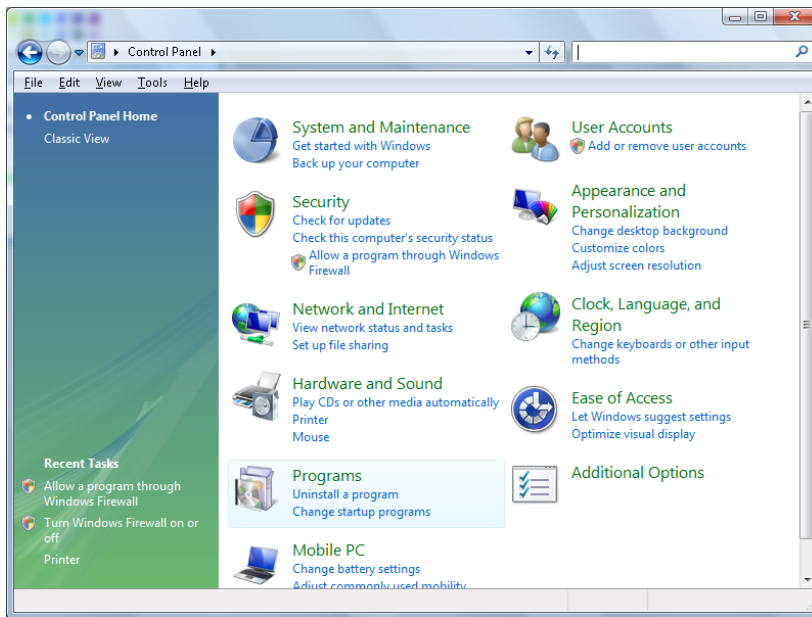 Control Panel
File Edit View Tools Help
Control Panel Home
Classic View
Recent Tasks
Allow a program through
Windows Firewall
Turn Windows Firewall on or
off
Printer
System and Maintenance
Get started with Windows
Back up your computer
Security
Check for updates
Check this computer's security status
Allow a program through Windows
Firewall
Network and Internet
View network status and tasks
Set up file sharing
Hardware and Sound
Play CDs or other media automatically
Printer
Mouse
Programs
Uninstall a program
Change startup programs
Mobile PC
Change battery settings
Adjust commonly used mobility
User Accounts
Add or remove user accounts
Appearance and
Personalization
Change desktop background
Customize colors
Adjust screen resolution
Clock, Language, and
Region
Change keyboards or other input
methods
Ease of Access
Let Windows suggest settings
Optimize visual display
Additional Options